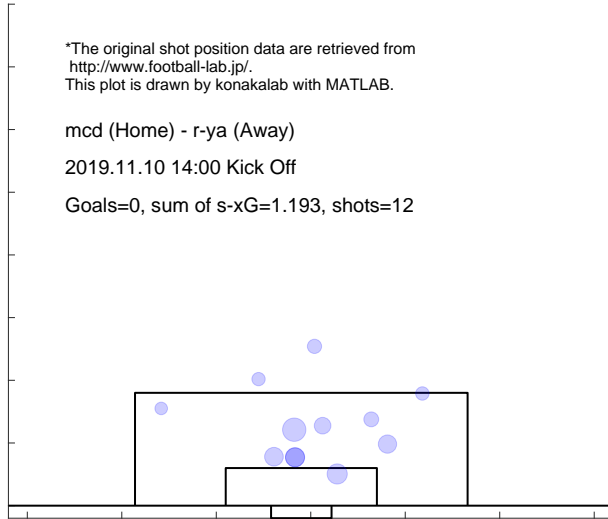 *The original shot position data are retrieved from
http://www.football-lab.jp/.
This plot is drawn by konakalab with MATLAB.
mcd (Home) - r-ya (Away)
2019.11.10 14:00 Kick Off
Goals=0, sum of s-xG=1.193, shots=12